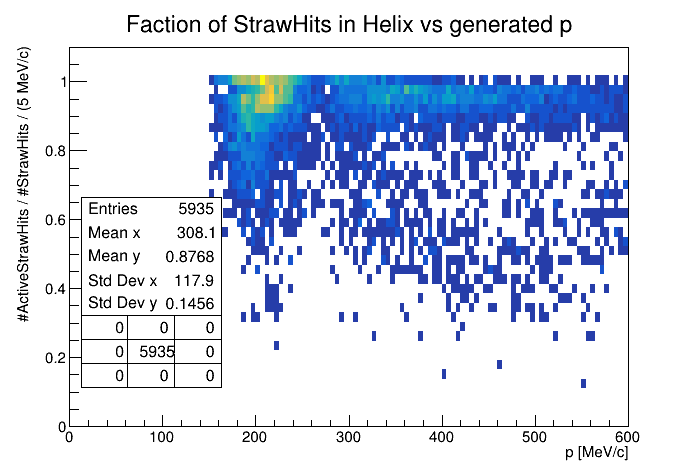 Faction of StrawHits in Helix vs generated p
#ActiveStrawHits / #StrawHits / (5 MeV/c)
1
0.8
0.6
0.4
0.2
0
Entries 5935
Mean x 308.1
Mean y 0.8768
Std Dev x 117.9
Std Dev y 0.1456
0 0 0
0 5935 0
0 0 0
0 100 200 300 400 500 600
p [MeV/c]